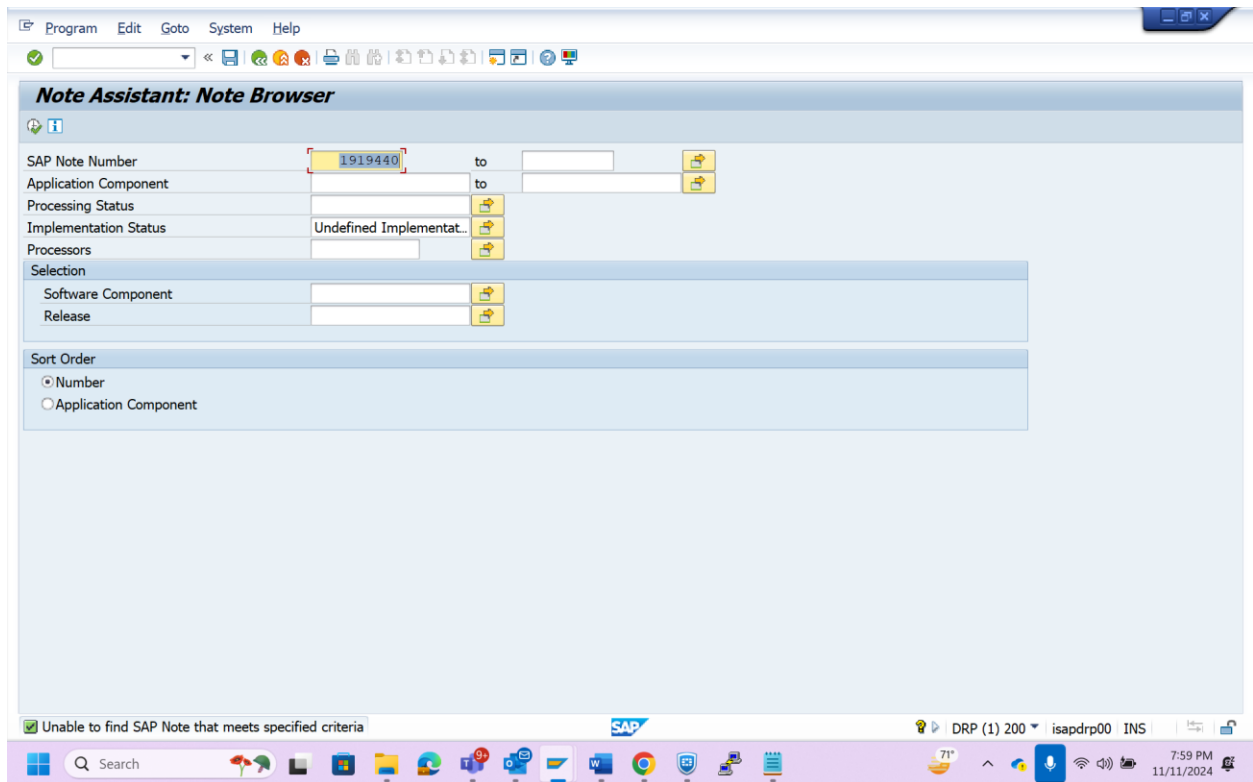 Program Edit Goto System Help
Note Assistant: Note Browser
SAP Note Number 1919440 to
Application Component to
Processing Status
Implementation Status Undefined Implementat..
Processors
Selection
Software Component
Release
Sort Order
Number
Application Component
Unable to find SAP Note that meets specified criteria SAP DRP (1) 200 isapdrp00 INS
Search 9+ 71° 7:59 PM
11/11/2024